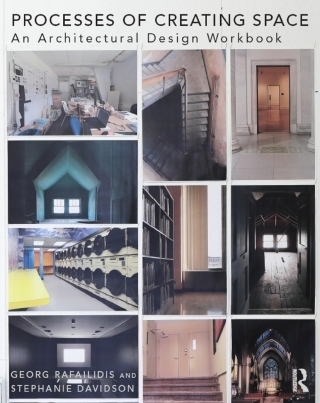 PROCESSES OF CREATING SPACE
An Architectural Design Workbook
GEORG RAFAILIDIS AND
STEPHANIE DAVIDSON
R